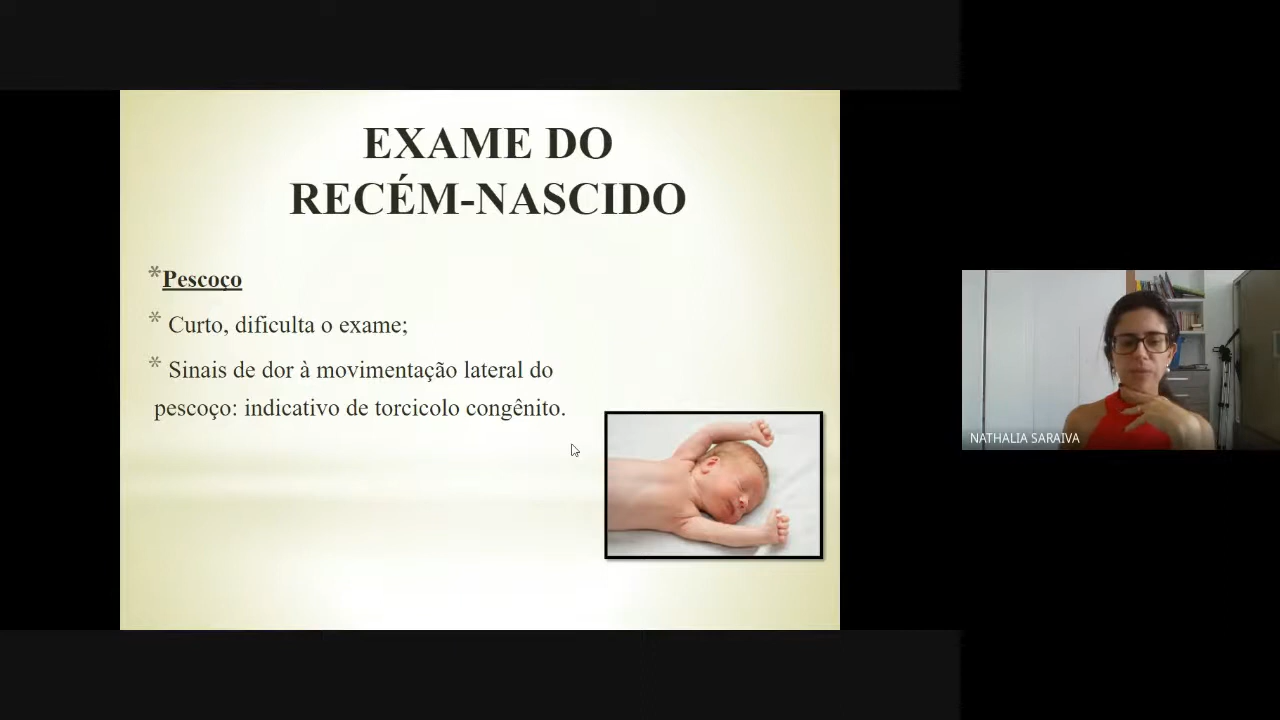 EXAME DO
RECÉM-NASCIDO
*Pescoço
* Curto, dificulta o exame;
* Sinais de dor à movimentação lateral do
pescoço: indicativo de torcicolo congênito.
NATHALIA SARAIVA